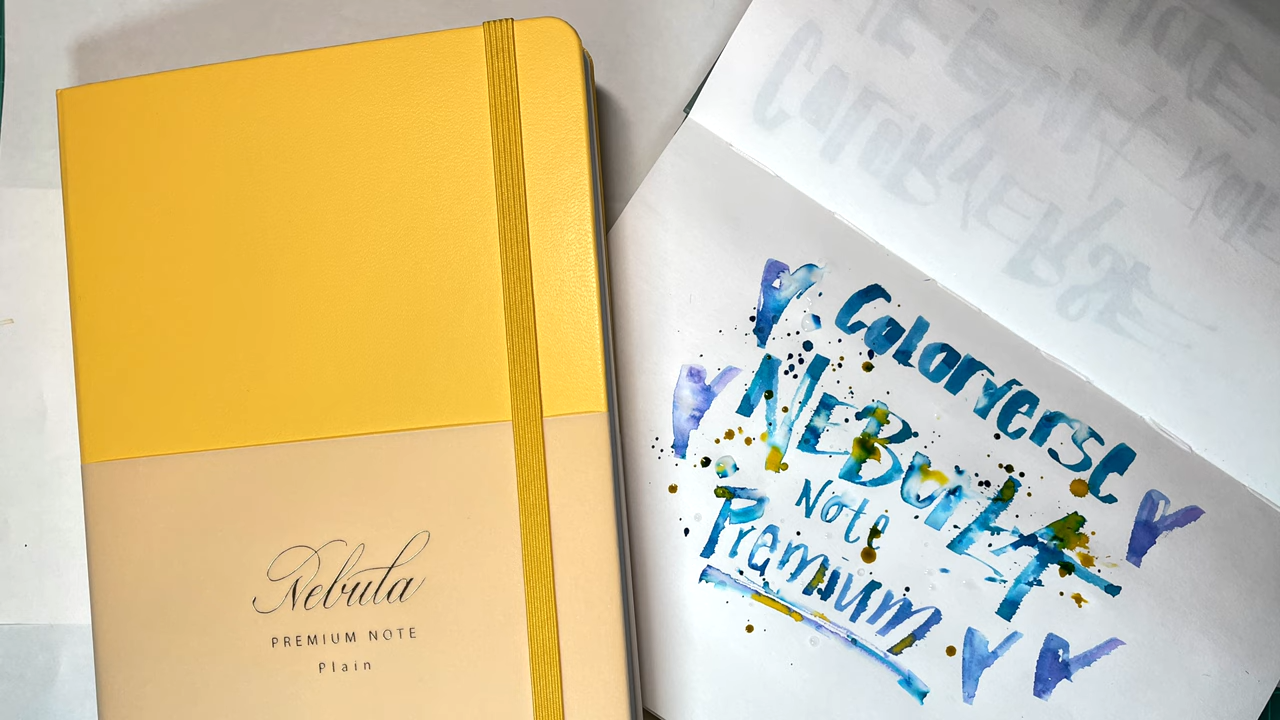 Nebula
PREMIUM NOTE
Plain
Colorverse
NEBULA
Note
Premium